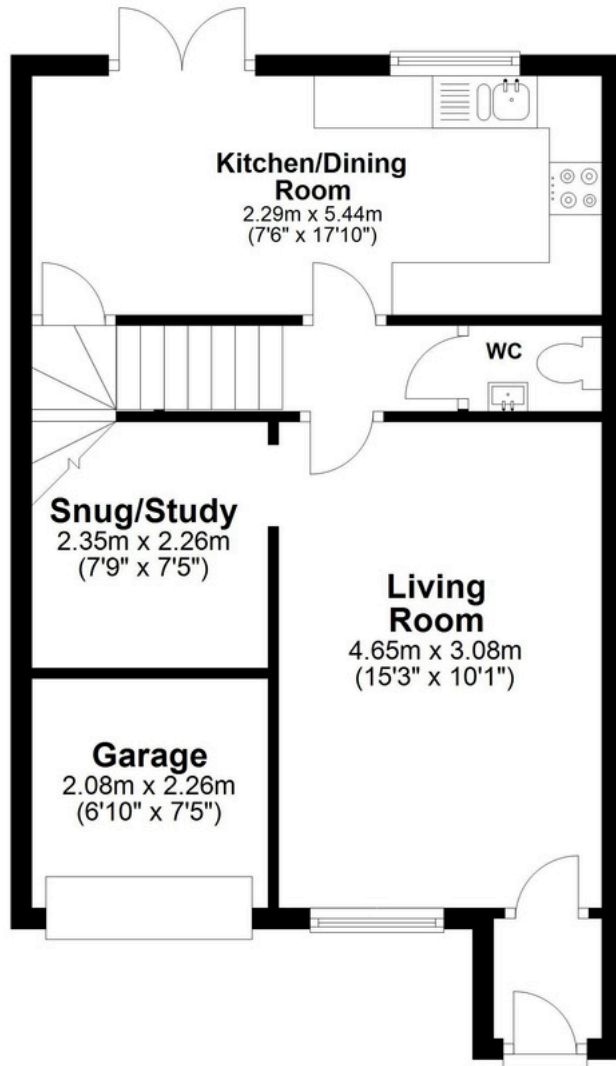 Kitchen/Dining
Room
2.29m x 5.44m
(7'6" x 17'10")
WC
Snug/Study
2.35m x 2.26m
(7'9" x 7'5")
Living
Room
4.65m x 3.08m
(15'3" x 10'1")
Garage
2.08m x 2.26m
(6'10" x 7'5")